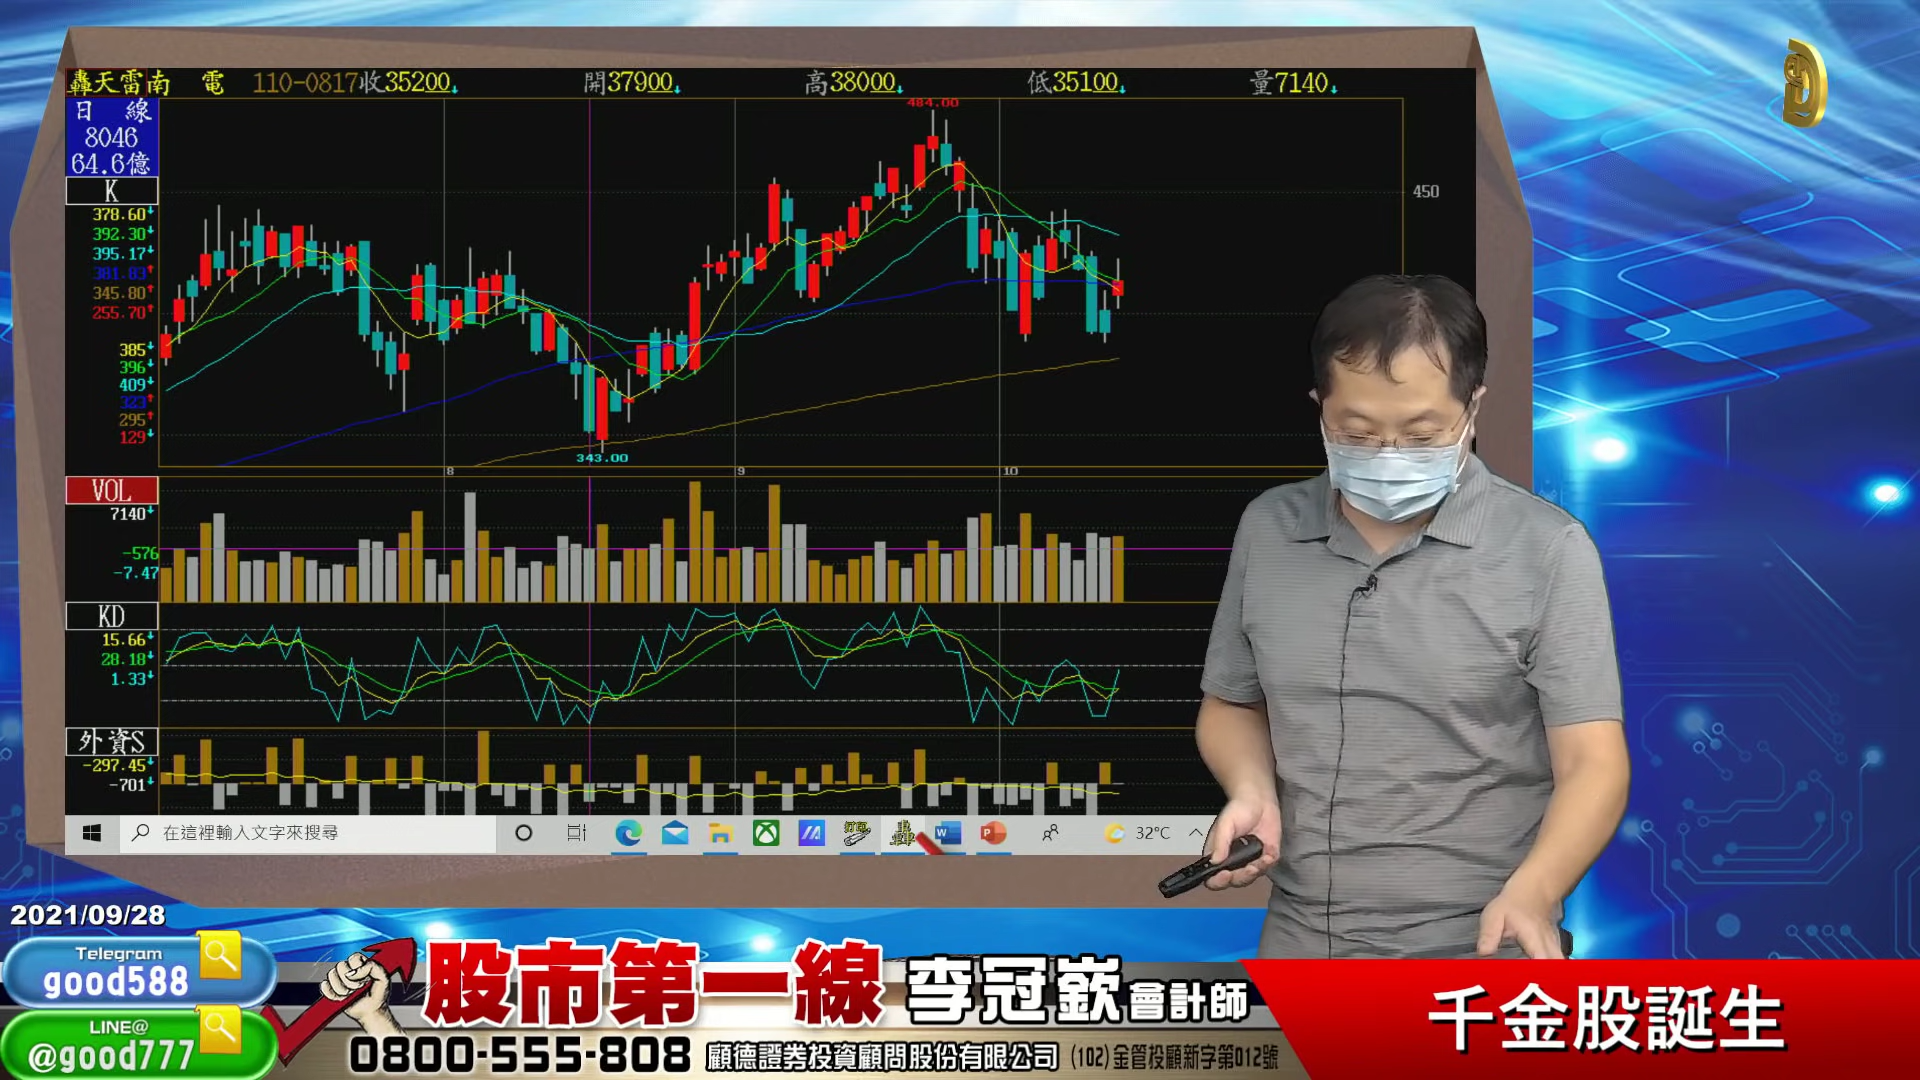 轟天雷南 電 110-0817收35200↓ 開37900↓ 高38000↓ 低35100↓ 量7140↓
日 線
8046
64.6億
K
378.60↓
392.30↓
395.17↓
381.83↑
345.80↑
255.70↑
385↓
396↓
409↓
323↑
295↑
129↓
484.00
450
343.00
8 9 10
VOL
7140↓
-576
-7.47
KD
15.66↓
28.18↓
1.33↓
外資S
-297.45↓
-701↓
在這裡輸入文字來搜尋
32°C
2021/09/28
Telegram
good588
LINE@
@good777
股市第一線 李冠嶔 會計師
0800-555-808 顧德證券投資顧問股份有限公司 (102)金管投顧新字第012號
千金股誕生